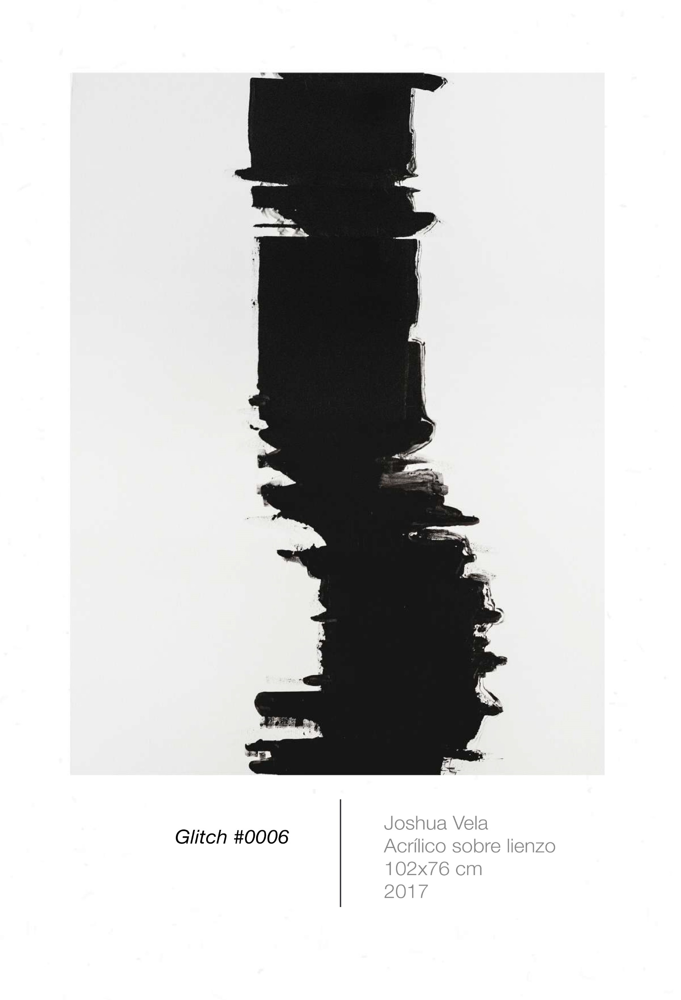 Glitch #0006
Joshua Vela
Acrílico sobre lienzo
102x76 cm
2017